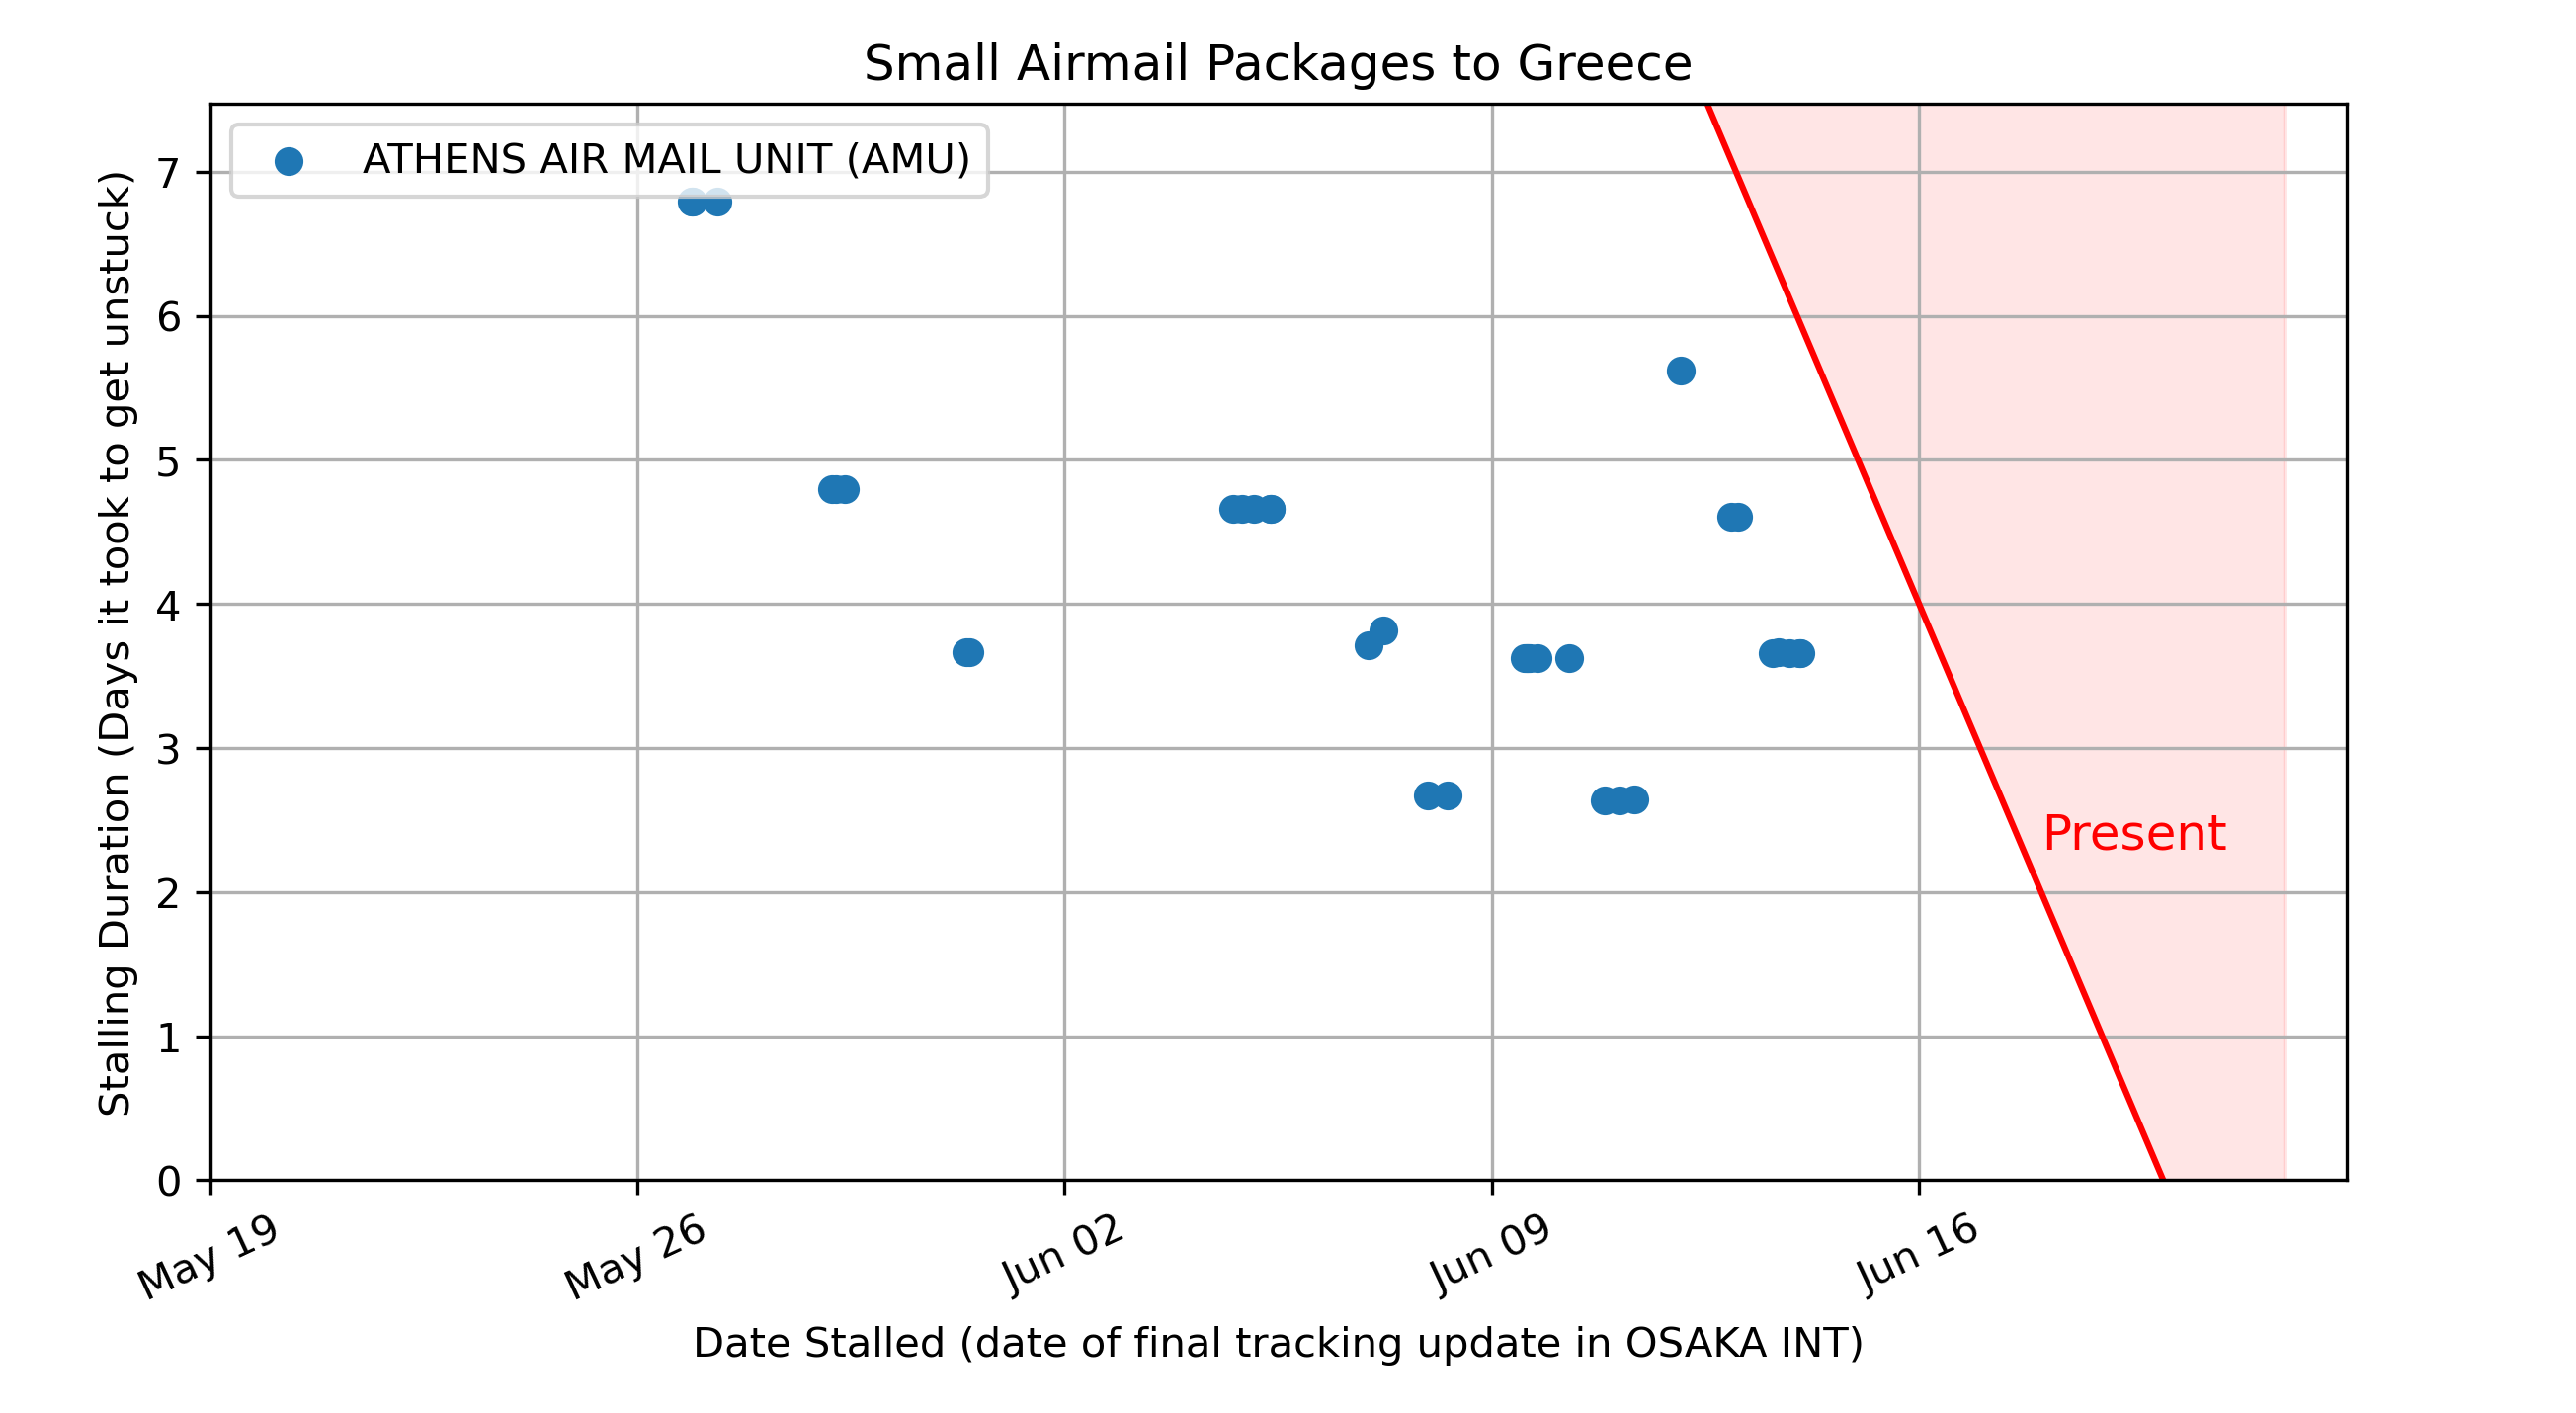 Small Airmail Packages to Greece
ATHENS AIR MAIL UNIT (AMU)
Stalling Duration (Days it took to get unstuck)
7
6
5
4
3
2
1
0
Present
May 19
May 26
Jun 02
Jun 09
Jun 16
Date Stalled (date of final tracking update in OSAKA INT)